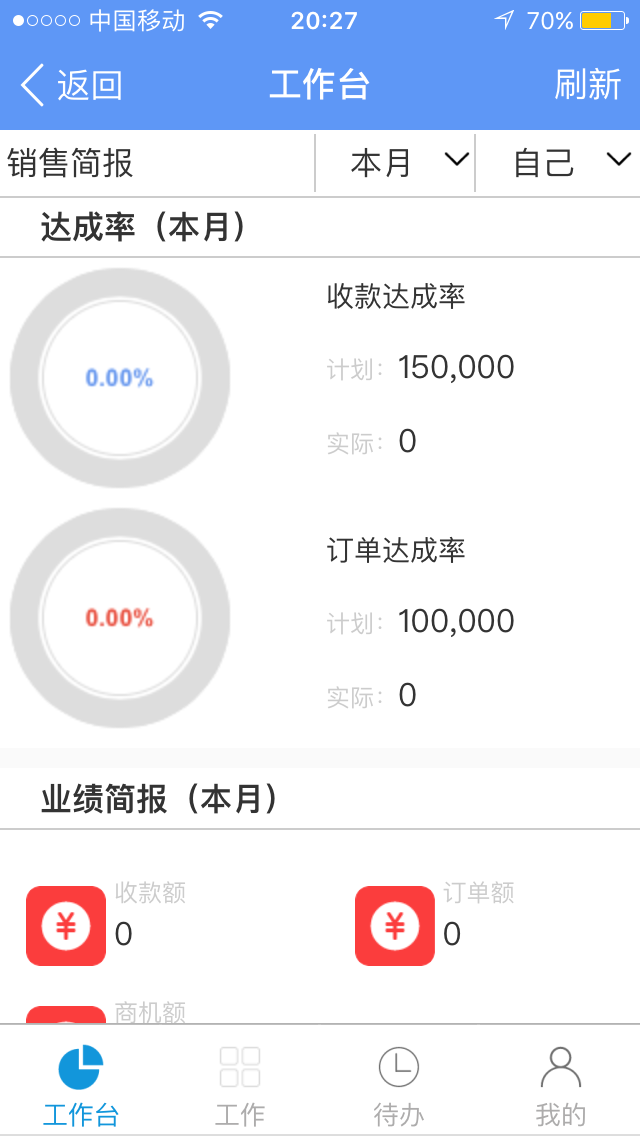 中国移动 20:27 70%
返回 工作台 刷新
销售简报 本月 自己
达成率（本月）
0.00%
收款达成率
计划: 150,000
实际: 0
0.00%
订单达成率
计划: 100,000
实际: 0
业绩简报（本月）
¥ 收款额
0
¥ 订单额
0
商机额
工作台 工作 待办 我的